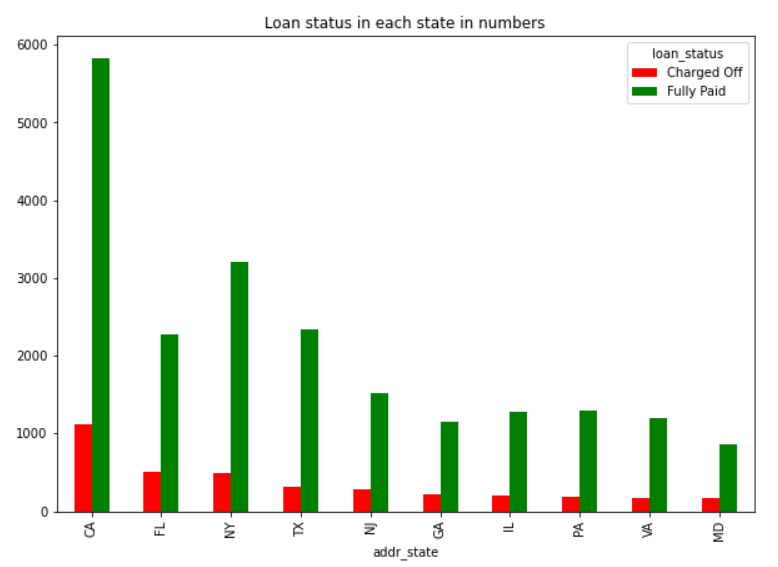 Loan status in each state in numbers
loan_status
Charged Off
Fully Paid
6000
5000
4000
3000
2000
1000
0
CA
FL
NY
TX
NJ
GA
IL
PA
VA
MD
addr_state